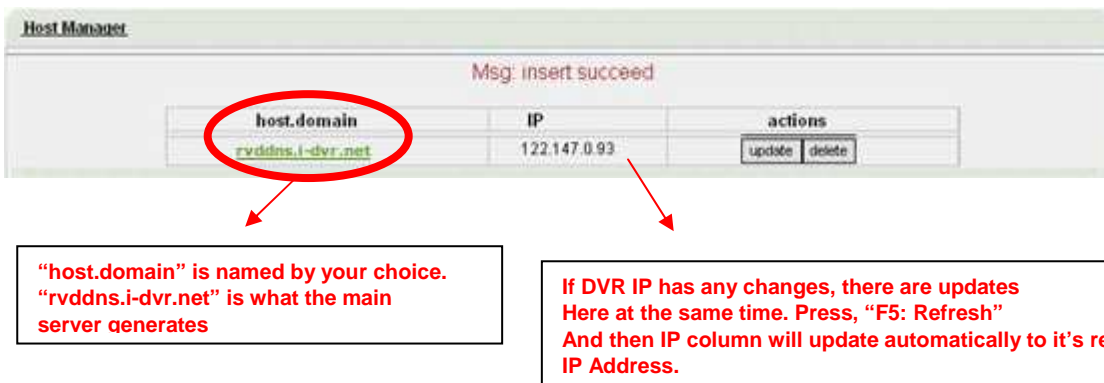 Host Manager
Msg: insert succeed
host.domain IP actions
rvddns.i-dvr.net 122.147.0.93 update delete
“host.domain” is named by your choice.
“rvddns.i-dvr.net” is what the main
server generates
If DVR IP has any changes, there are updates
Here at the same time. Press, “F5: Refresh”
And then IP column will update automatically to it’s
IP Address.